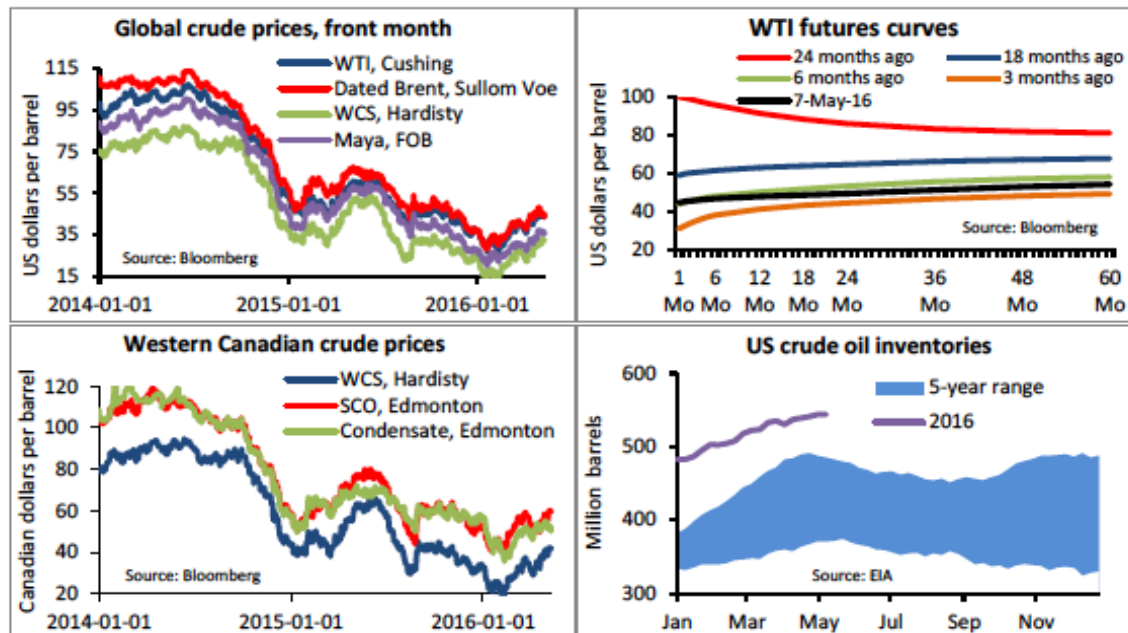 Global crude prices, front month
US dollars per barrel
115
95
75
55
35
15
WTI, Cushing
Dated Brent, Sullom Voe
WCS, Hardisty
Maya, FOB
Source: Bloomberg
2014-01-01 2015-01-01 2016-01-01
WTI futures curves
24 months ago 18 months ago
6 months ago 3 months ago
7-May-16
US dollars per barrel
100
80
60
40
20
Source: Bloomberg
1 6 12 18 24 36 48 60
Mo Mo Mo Mo Mo Mo Mo Mo
Western Canadian crude prices
Canadian dollars per barrel
120
100
80
60
40
20
WCS, Hardisty
SCO, Edmonton
Condensate, Edmonton
Source: Bloomberg
2014-01-01 2015-01-01 2016-01-01
US crude oil inventories
Million barrels
600
500
400
300
5-year range
2016
Source: EIA
Jan Mar May Jul Sep Nov